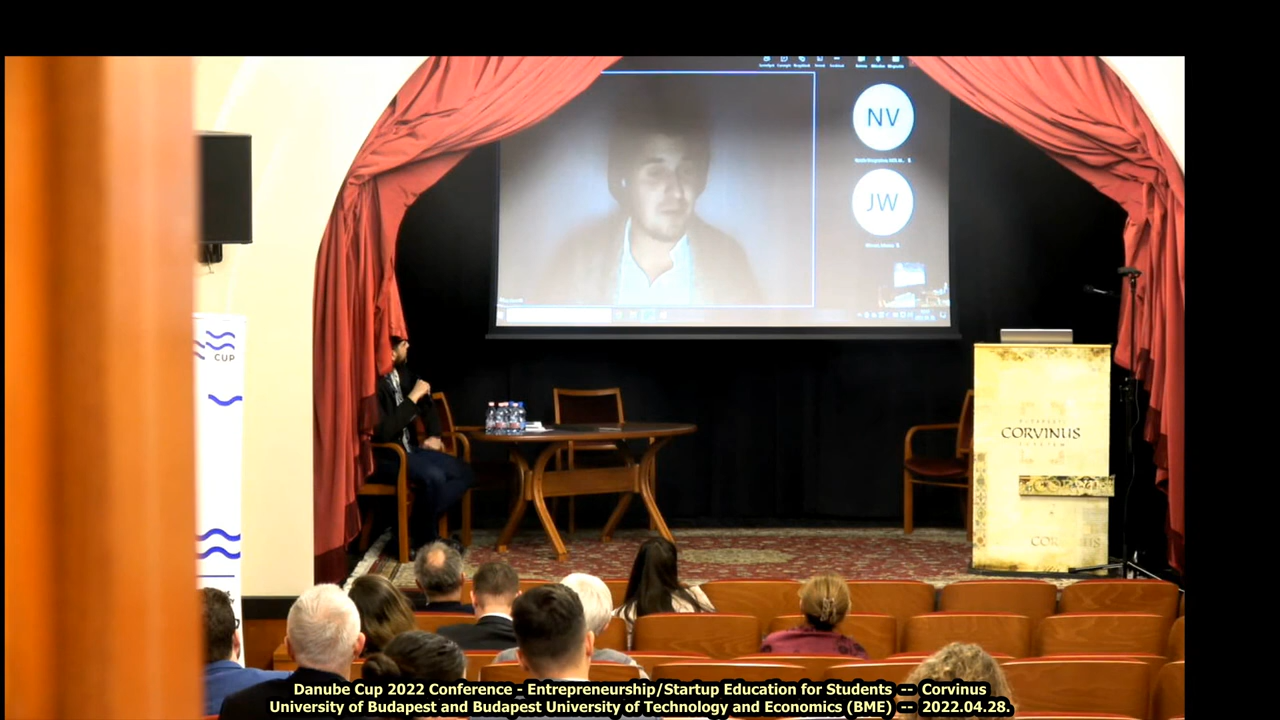 NV
JW
CUP
CORVINUS
Danube Cup 2022 Conference - Entrepreneurship/Startup Education for Students -- Corvinus
University of Budapest and Budapest University of Technology and Economics (BME) -- 2022.04.28.